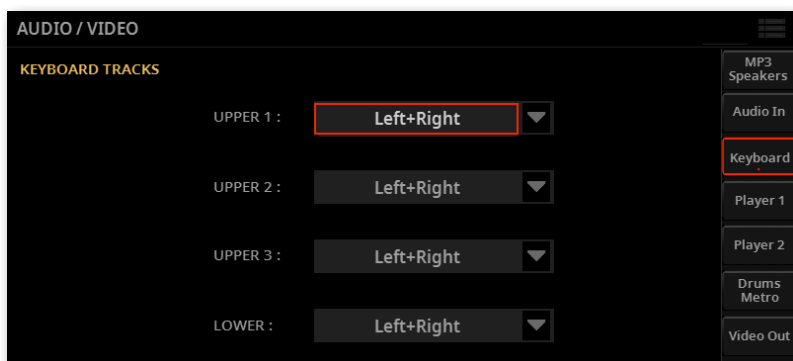 AUDIO / VIDEO
KEYBOARD TRACKS
UPPER 1 : Left+Right
UPPER 2 : Left+Right
UPPER 3 : Left+Right
LOWER : Left+Right
MP3
Speakers
Audio In
Keyboard
Player 1
Player 2
Drums
Metro
Video Out